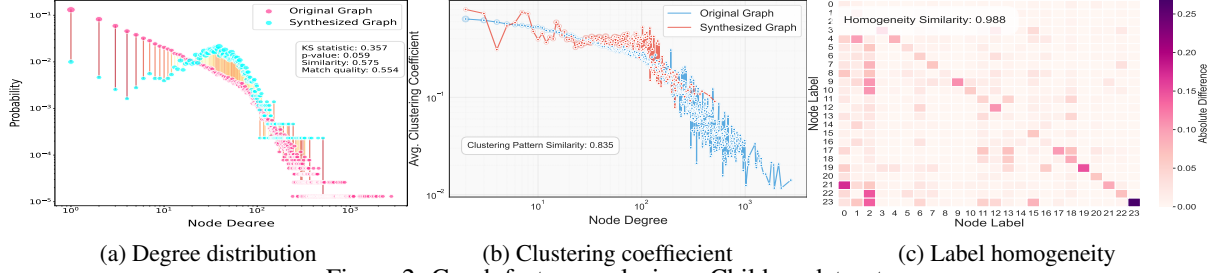 Original Graph
Synthesized Graph
KS statistic: 0.357
p-value: 0.059
Similarity: 0.575
Match quality: 0.554
Probability
10⁻¹
10⁻²
10⁻³
10⁻⁴
10⁻⁵
10⁰ 10¹ 10² 10³
Node Degree
(a) Degree distribution
Original Graph
Synthesized Graph
Clustering Pattern Similarity: 0.835
Avg. Clustering Coefficient
10⁻¹
10⁻²
10¹ 10² 10³
Node Degree
(b) Clustering coeffiecient
Homogeneity Similarity: 0.988
Node Label
0
1
2
3
4
5
6
7
8
9
10
11
12
13
14
15
16
17
18
19
20
21
22
23
0 1 2 3 4 5 6 7 8 9 10 11 12 13 14 15 16 17 18 19 20 21 22 23
Node Label
0.25
0.20
0.15
0.10
0.05
0.00
Absolute Difference
(c) Label homogeneity